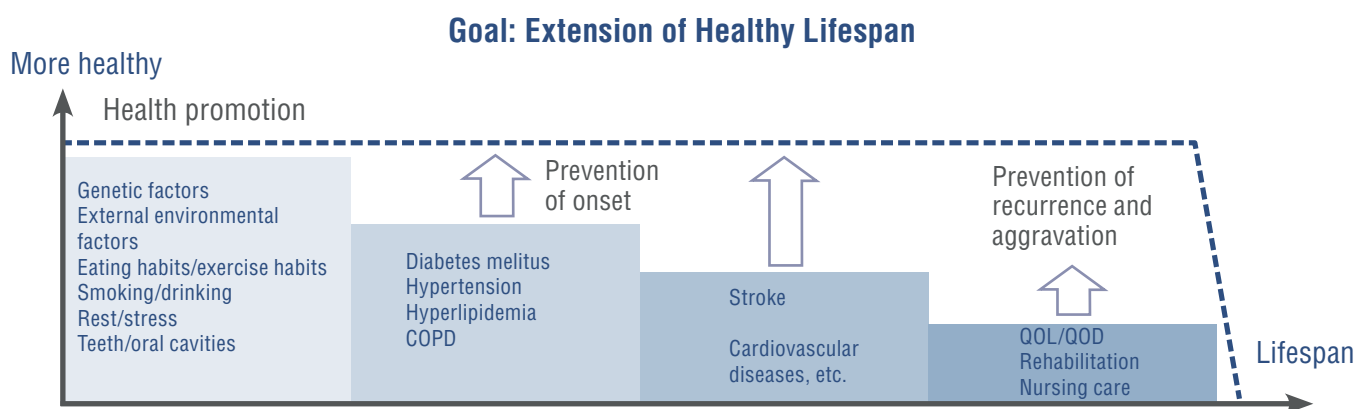 Goal: Extension of Healthy Lifespan
More healthy
Health promotion
Genetic factors
External environmental
factors
Eating habits/exercise habits
Smoking/drinking
Rest/stress
Teeth/oral cavities
Prevention
of onset
Diabetes melitus
Hypertension
Hyperlipidemia
COPD
Stroke
Cardiovascular
diseases, etc.
Prevention of
recurrence and
aggravation
QOL/QOD
Rehabilitation
Nursing care
Lifespan